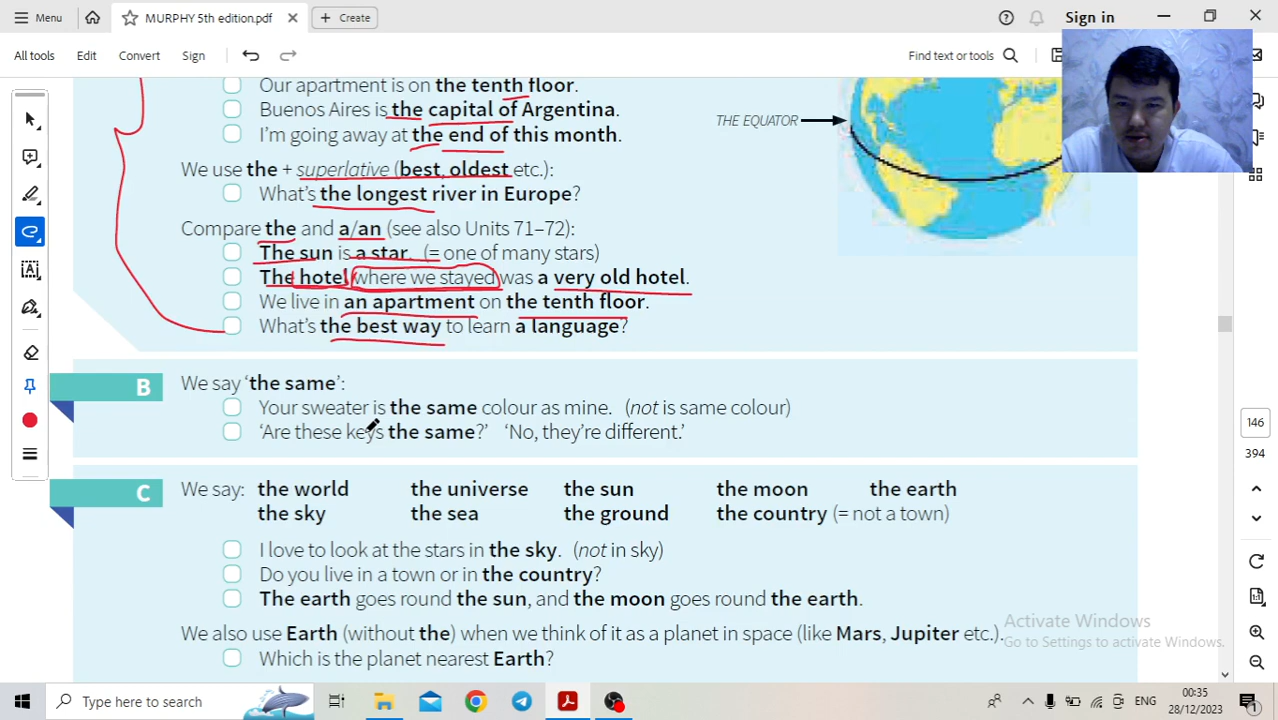 Menu
MURPHY 5th edition.pdf
Create
Sign in
All tools
Edit
Convert
Sign
Find text or tools
Our apartment is on the tenth floor.
Buenos Aires is the capital of Argentina.
I'm going away at the end of this month.
THE EQUATOR
We use the + superlative (best, oldest etc.):
What's the longest river in Europe?
Compare the and a/an (see also Units 71–72):
The sun is a star. (= one of many stars)
The hotel where we stayed was a very old hotel.
We live in an apartment on the tenth floor.
What's the best way to learn a language?
B
We say 'the same':
Your sweater is the same colour as mine. (not is same colour)
'Are these keys the same?' 'No, they're different.'
C
We say: the world the universe the sun the moon the earth
the sky the sea the ground the country (= not a town)
I love to look at the stars in the sky. (not in sky)
Do you live in a town or in the country?
The earth goes round the sun, and the moon goes round the earth.
We also use Earth (without the) when we think of it as a planet in space (like Mars, Jupiter etc.).
Which is the planet nearest Earth?
146
394
1:1
Activate Windows
Go to Settings to activate Windows.
Type here to search
ENG
00:35
28/12/2023
1